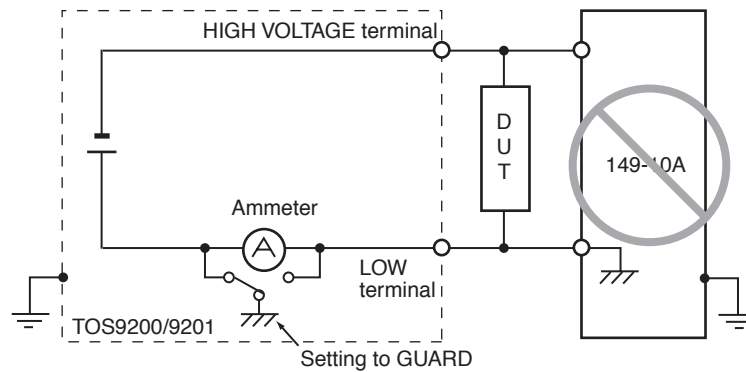 HIGH VOLTAGE terminal
D
U
T
149-10A
Ammeter
A
LOW
terminal
TOS9200/9201
Setting to GUARD